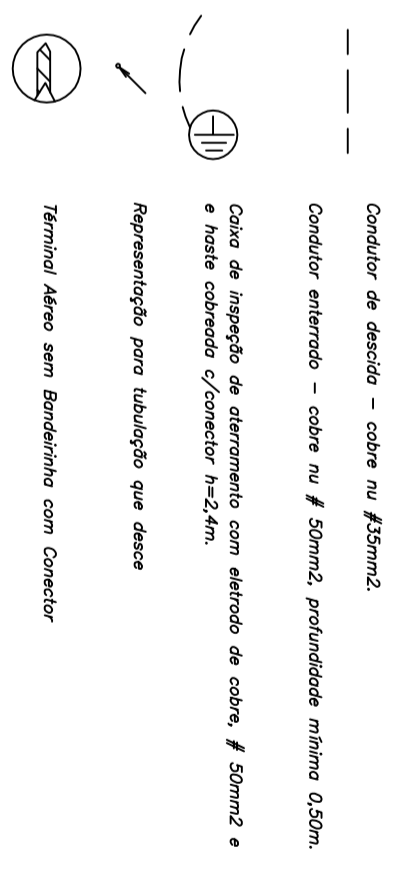 Condutor de descida - cobre nu #35mm2.
Condutor enterrado - cobre nu # 50mm2, profundidade mínima 0,50m.
Caixa de inspeção de aterramento com eletrodo de cobre, # 50mm2 e
e haste cobreada c/conector h=2,4m.
Representação para tubulação que desce
Términal Aéreo sem Bandeirinha com Conector